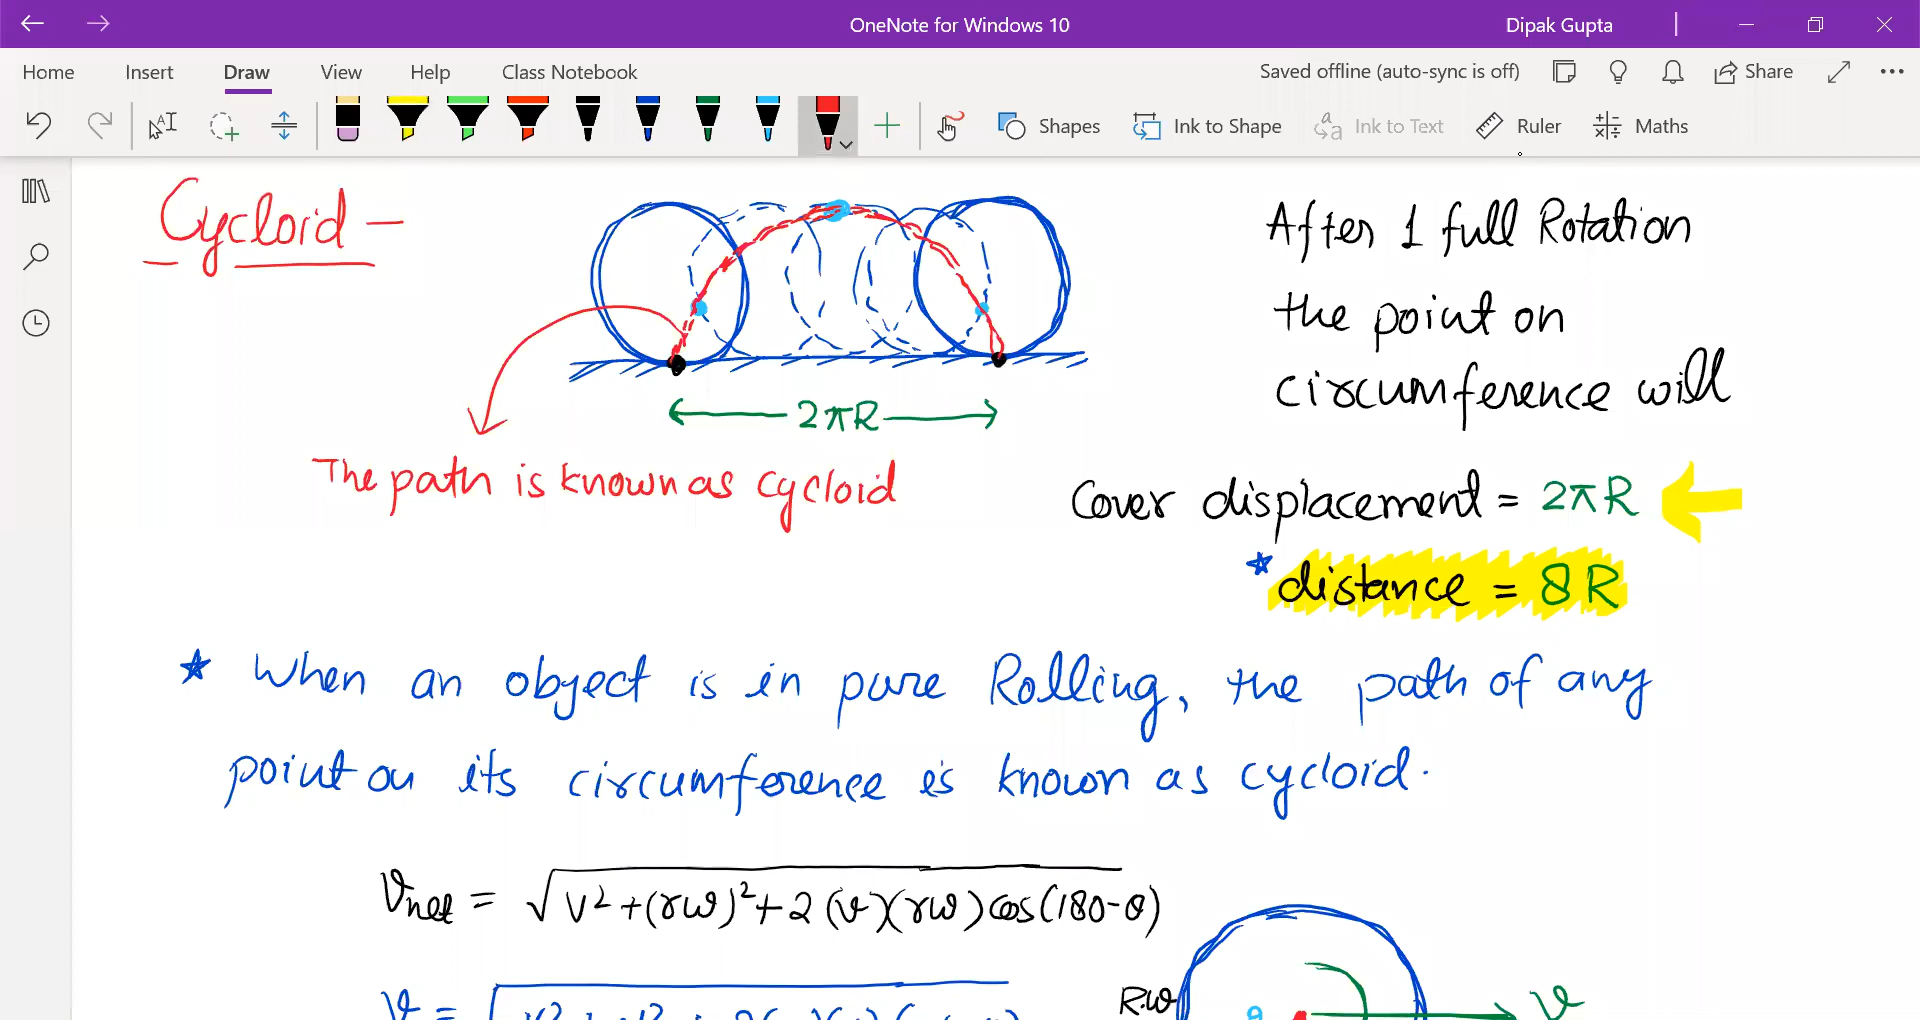 OneNote for Windows 10
Dipak Gupta
Home Insert Draw View Help Class Notebook
Saved offline (auto-sync is off) Share
Shapes Ink to Shape Ink to Text Ruler Maths
Cycloid -
After 1 full Rotation
the point on
circumference will
2πR
The path is known as cycloid
Cover displacement = 2πR
* distance = 8R
* When an object is in pure Rolling, the path of any
point on its circumference is known as cycloid.
Vnet = √v²+(rω)²+2(v)(rω)cos(180-θ)
R.ω
θ
v